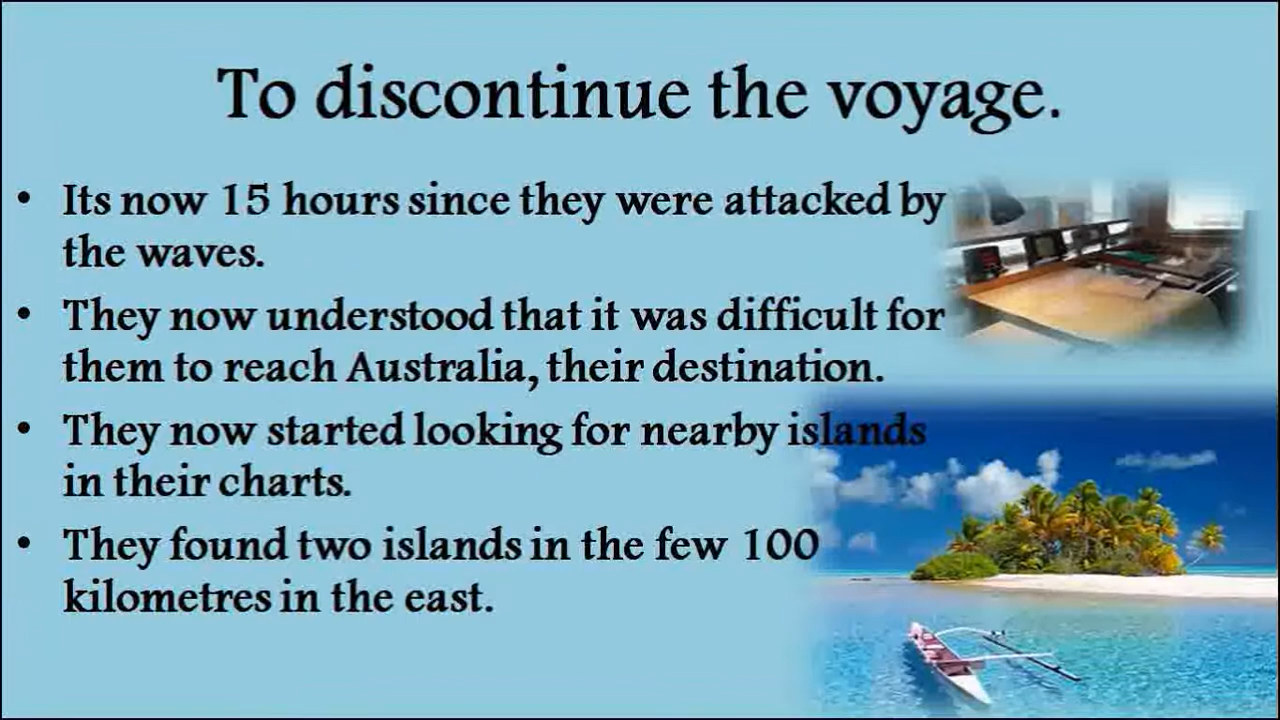 To discontinue the voyage.
• Its now 15 hours since they were attacked by
the waves.
• They now understood that it was difficult for
them to reach Australia, their destination.
• They now started looking for nearby islands
in their charts.
• They found two islands in the few 100
kilometres in the east.